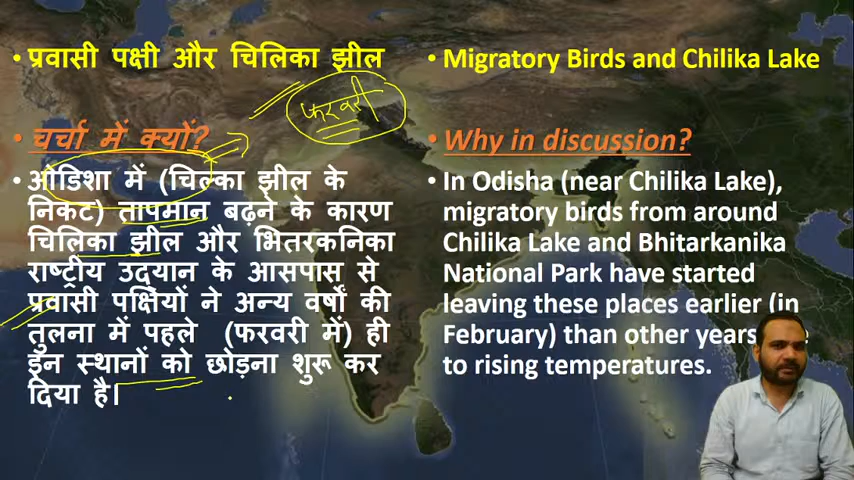 • प्रवासी पक्षी और चिलिका झील
फरवरी
• चर्चा में क्यों?
• ओडिशा में (चिल्का झील के
निकट) तापमान बढ़ने के कारण
चिलिका झील और भितरकनिका
राष्ट्रीय उद्यान के आसपास से
प्रवासी पक्षियों ने अन्य वर्षों की
तुलना में पहले (फरवरी में) ही
इन स्थानों को छोड़ना शुरू कर
दिया है।
• Migratory Birds and Chilika Lake
• Why in discussion?
• In Odisha (near Chilika Lake),
migratory birds from around
Chilika Lake and Bhitarkanika
National Park have started
leaving these places earlier (in
February) than other years
to rising temperatures.